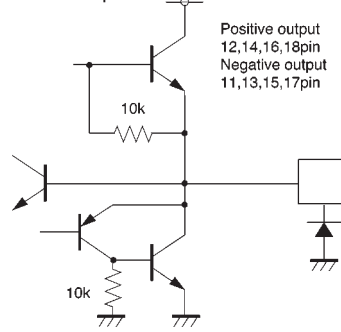 Positive output
12,14,16,18pin
Negative output
11,13,15,17pin
10k
10k